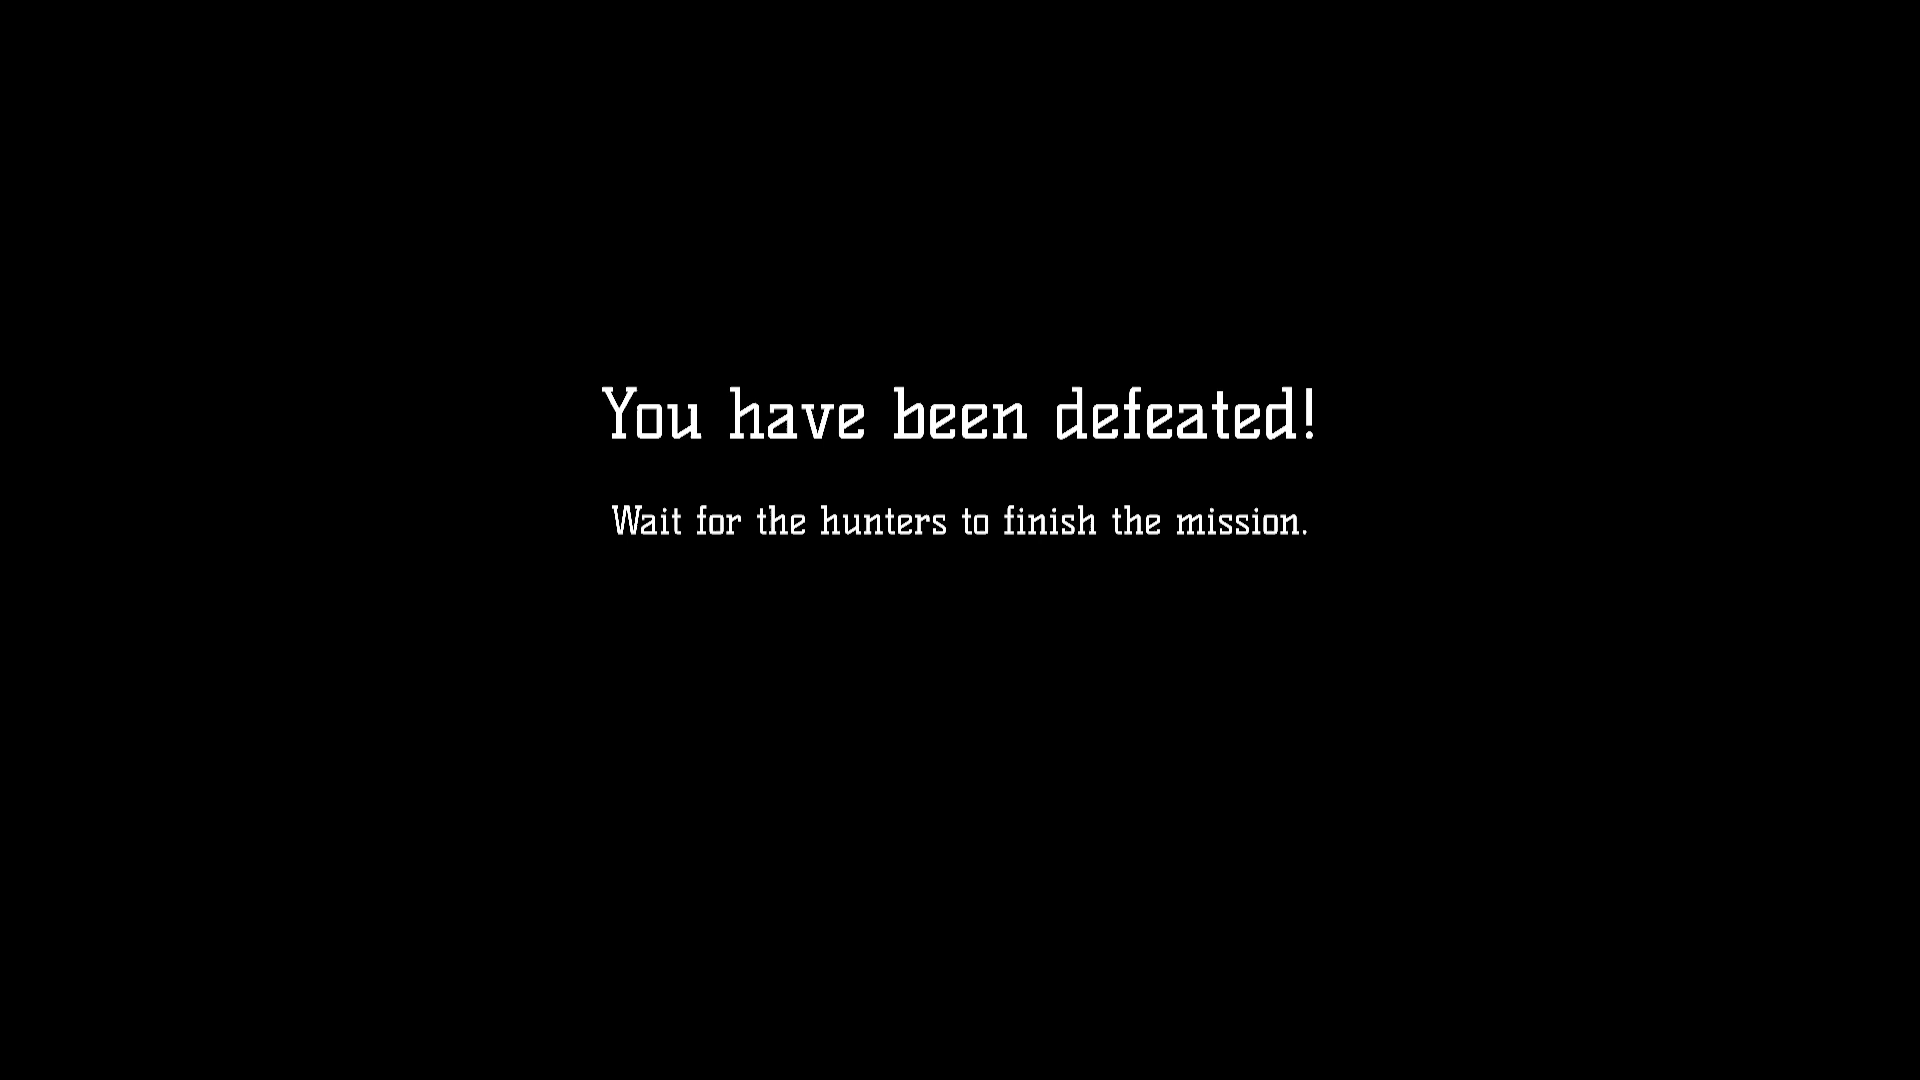 You have been defeated!
Wait for the hunters to finish the mission.